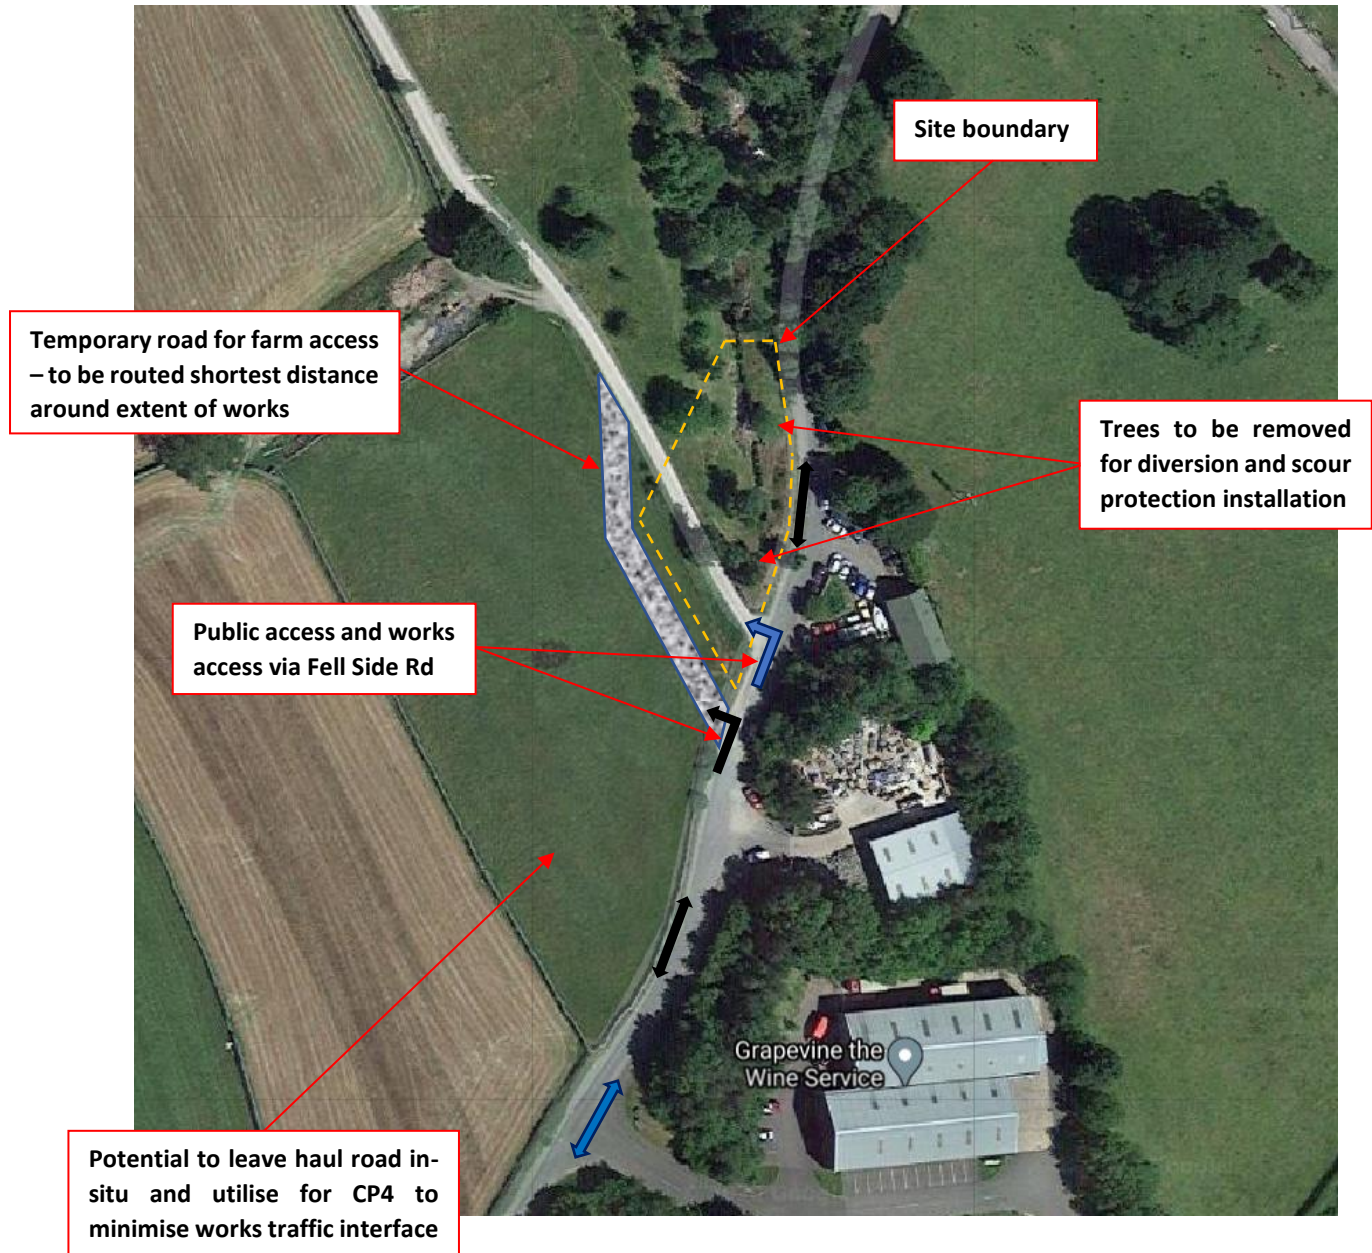 Site boundary
Temporary road for farm access
– to be routed shortest distance
around extent of works
Trees to be removed
for diversion and scour
protection installation
Public access and works
access via Fell Side Rd
Grapevine the
Wine Service
Potential to leave haul road in-
situ and utilise for CP4 to
minimise works traffic interface